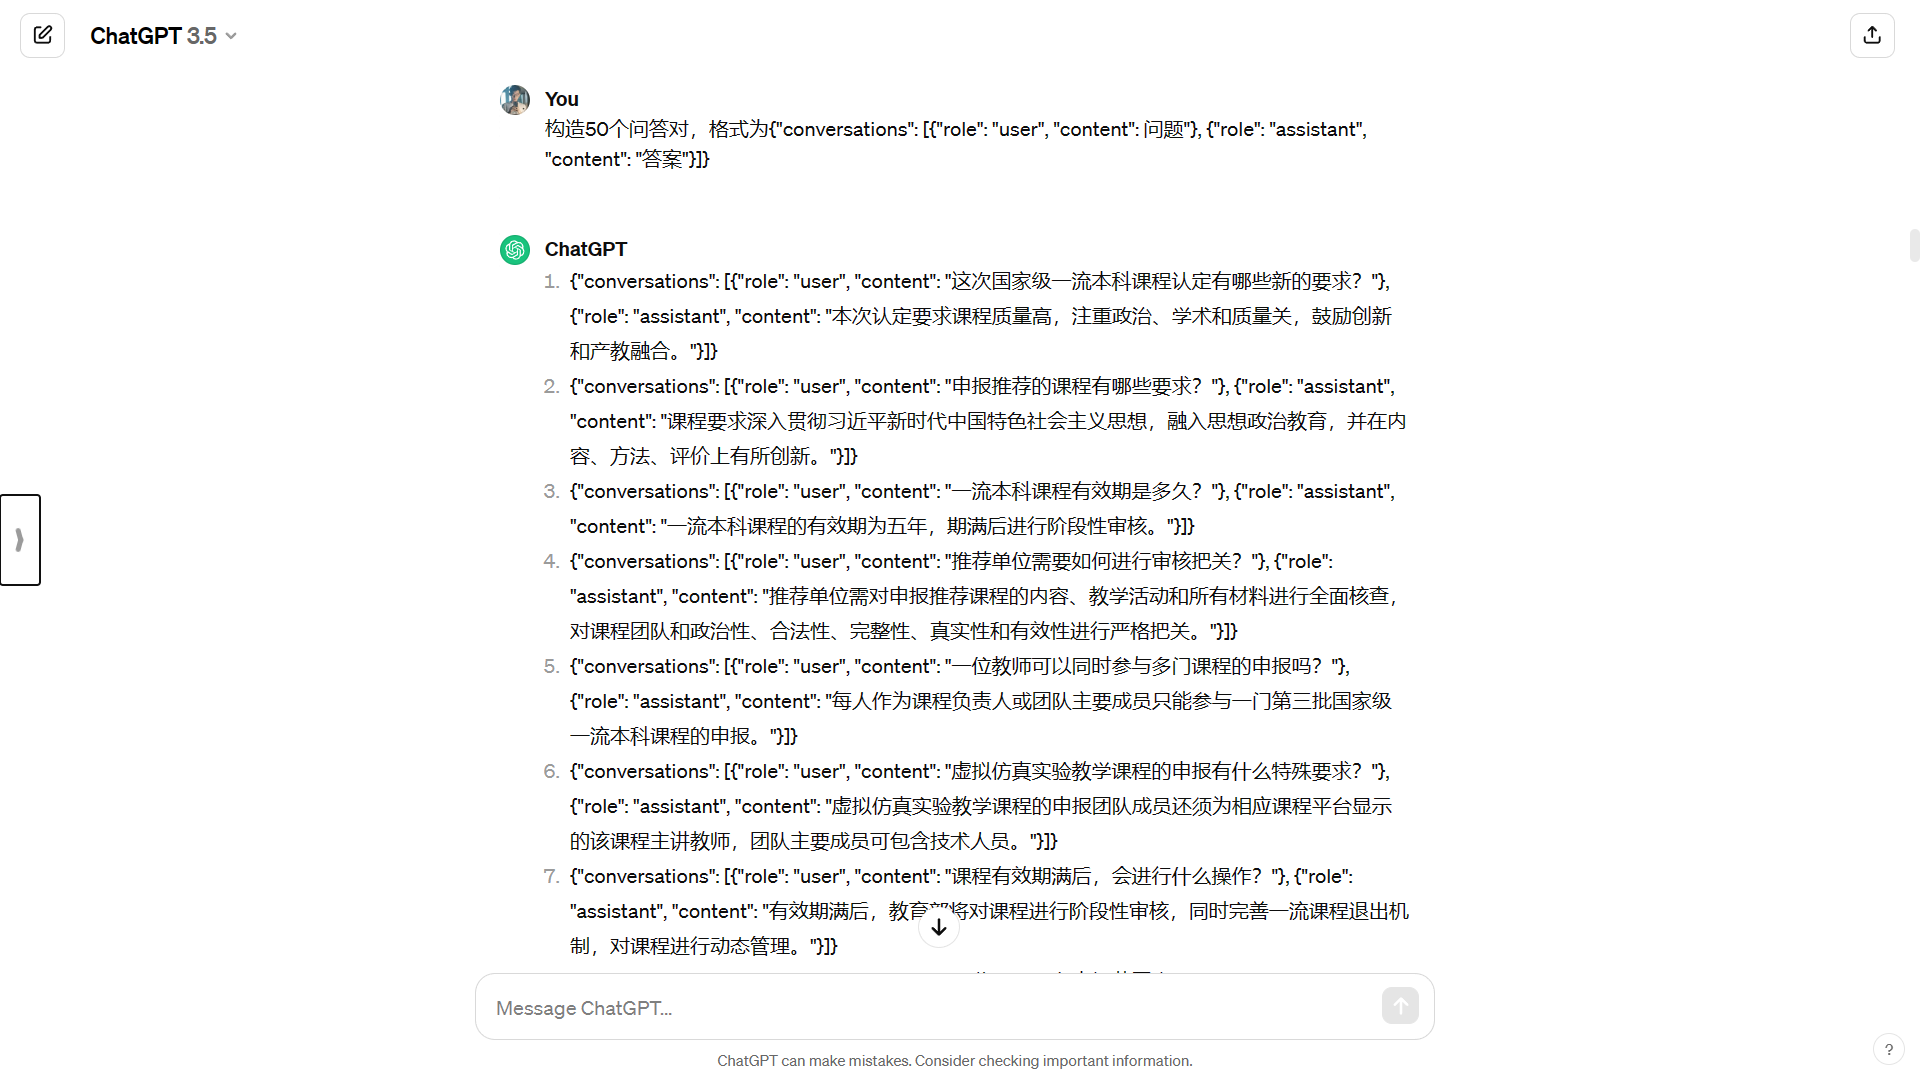 ChatGPT 3.5
You
构造50个问答对，格式为{"conversations": [{"role": "user", "content": 问题"}, {"role": "assistant",
"content": "答案"}]}
ChatGPT
1. {"conversations": [{"role": "user", "content": "这次国家级一流本科课程认定有哪些新的要求？"},
{"role": "assistant", "content": "本次认定要求课程质量高，注重政治、学术和质量关，鼓励创新
和产教融合。"}]}
2. {"conversations": [{"role": "user", "content": "申报推荐的课程有哪些要求？"}, {"role": "assistant",
"content": "课程要求深入贯彻习近平新时代中国特色社会主义思想，融入思想政治教育，并在内
容、方法、评价上有所创新。"}]}
3. {"conversations": [{"role": "user", "content": "一流本科课程有效期是多久？"}, {"role": "assistant",
"content": "一流本科课程的有效期为五年，期满后进行阶段性审核。"}]}
4. {"conversations": [{"role": "user", "content": "推荐单位需要如何进行审核把关？"}, {"role":
"assistant", "content": "推荐单位需对申报推荐课程的内容、教学活动和所有材料进行全面核查，
对课程团队和政治性、合法性、完整性、真实性和有效性进行严格把关。"}]}
5. {"conversations": [{"role": "user", "content": "一位教师可以同时参与多门课程的申报吗？"},
{"role": "assistant", "content": "每人作为课程负责人或团队主要成员只能参与一门第三批国家级
一流本科课程的申报。"}]}
6. {"conversations": [{"role": "user", "content": "虚拟仿真实验教学课程的申报有什么特殊要求？"},
{"role": "assistant", "content": "虚拟仿真实验教学课程的申报团队成员还须为相应课程平台显示
的该课程主讲教师，团队主要成员可包含技术人员。"}]}
7. {"conversations": [{"role": "user", "content": "课程有效期满后，会进行什么操作？"}, {"role":
"assistant", "content": "有效期满后，教育部将对课程进行阶段性审核，同时完善一流课程退出机
制，对课程进行动态管理。"}]}
Message ChatGPT...
ChatGPT can make mistakes. Consider checking important information.
?